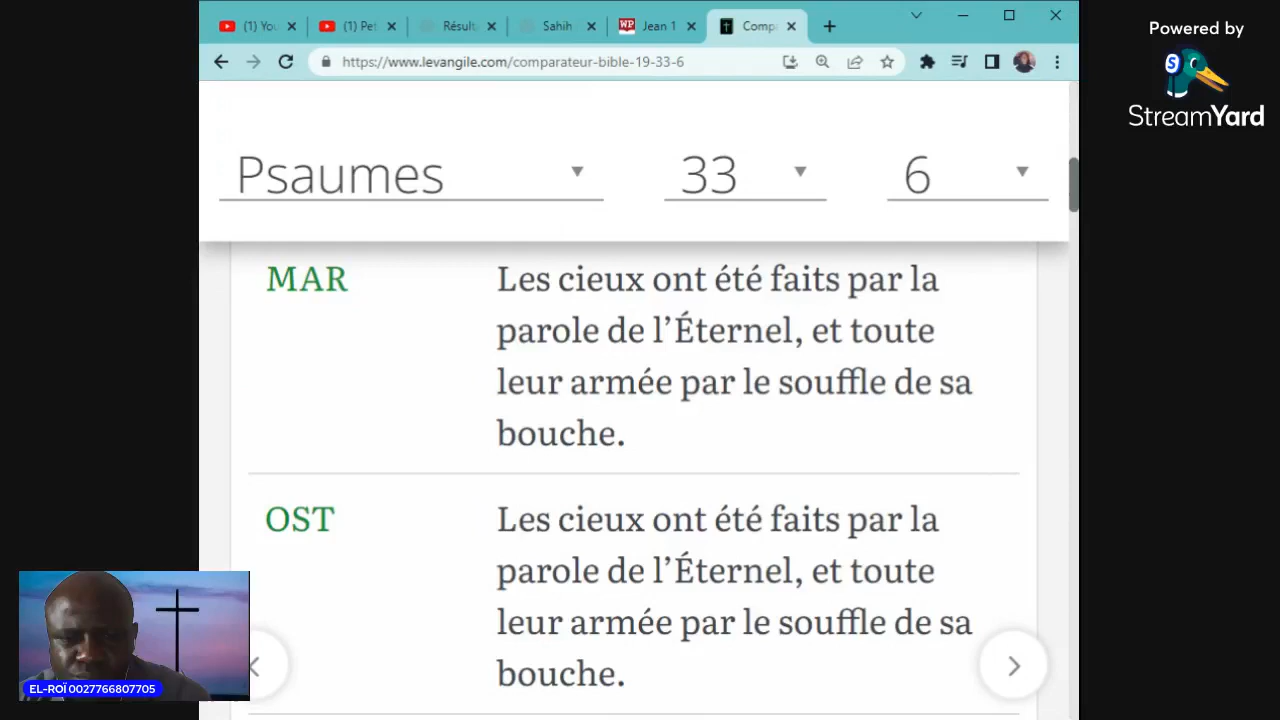 (1) You
(1) Pet
Résult
Sahih
WP Jean 1
Comp
https://www.levangile.com/comparateur-bible-19-33-6
Powered by
S
StreamYard
Psaumes
33
6
MAR
Les cieux ont été faits par la
parole de l’Éternel, et toute
leur armée par le souffle de sa
bouche.
OST
Les cieux ont été faits par la
parole de l’Éternel, et toute
leur armée par le souffle de sa
bouche.
EL-ROÏ 0027766807705